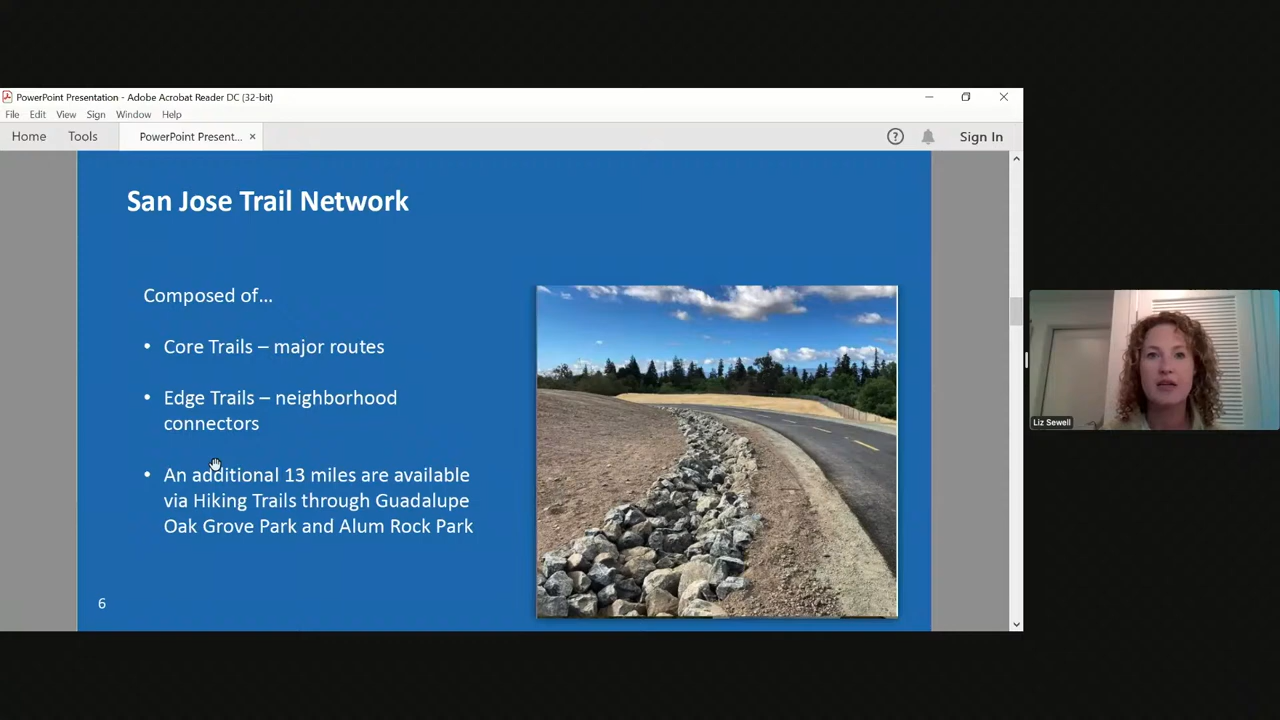 PowerPoint Presentation - Adobe Acrobat Reader DC (32-bit)
File Edit View Sign Window Help
Home Tools PowerPoint Present... × ? Sign In
San Jose Trail Network
Composed of...
• Core Trails – major routes
• Edge Trails – neighborhood
connectors
• An additional 13 miles are available
via Hiking Trails through Guadalupe
Oak Grove Park and Alum Rock Park
6
Liz Sewell